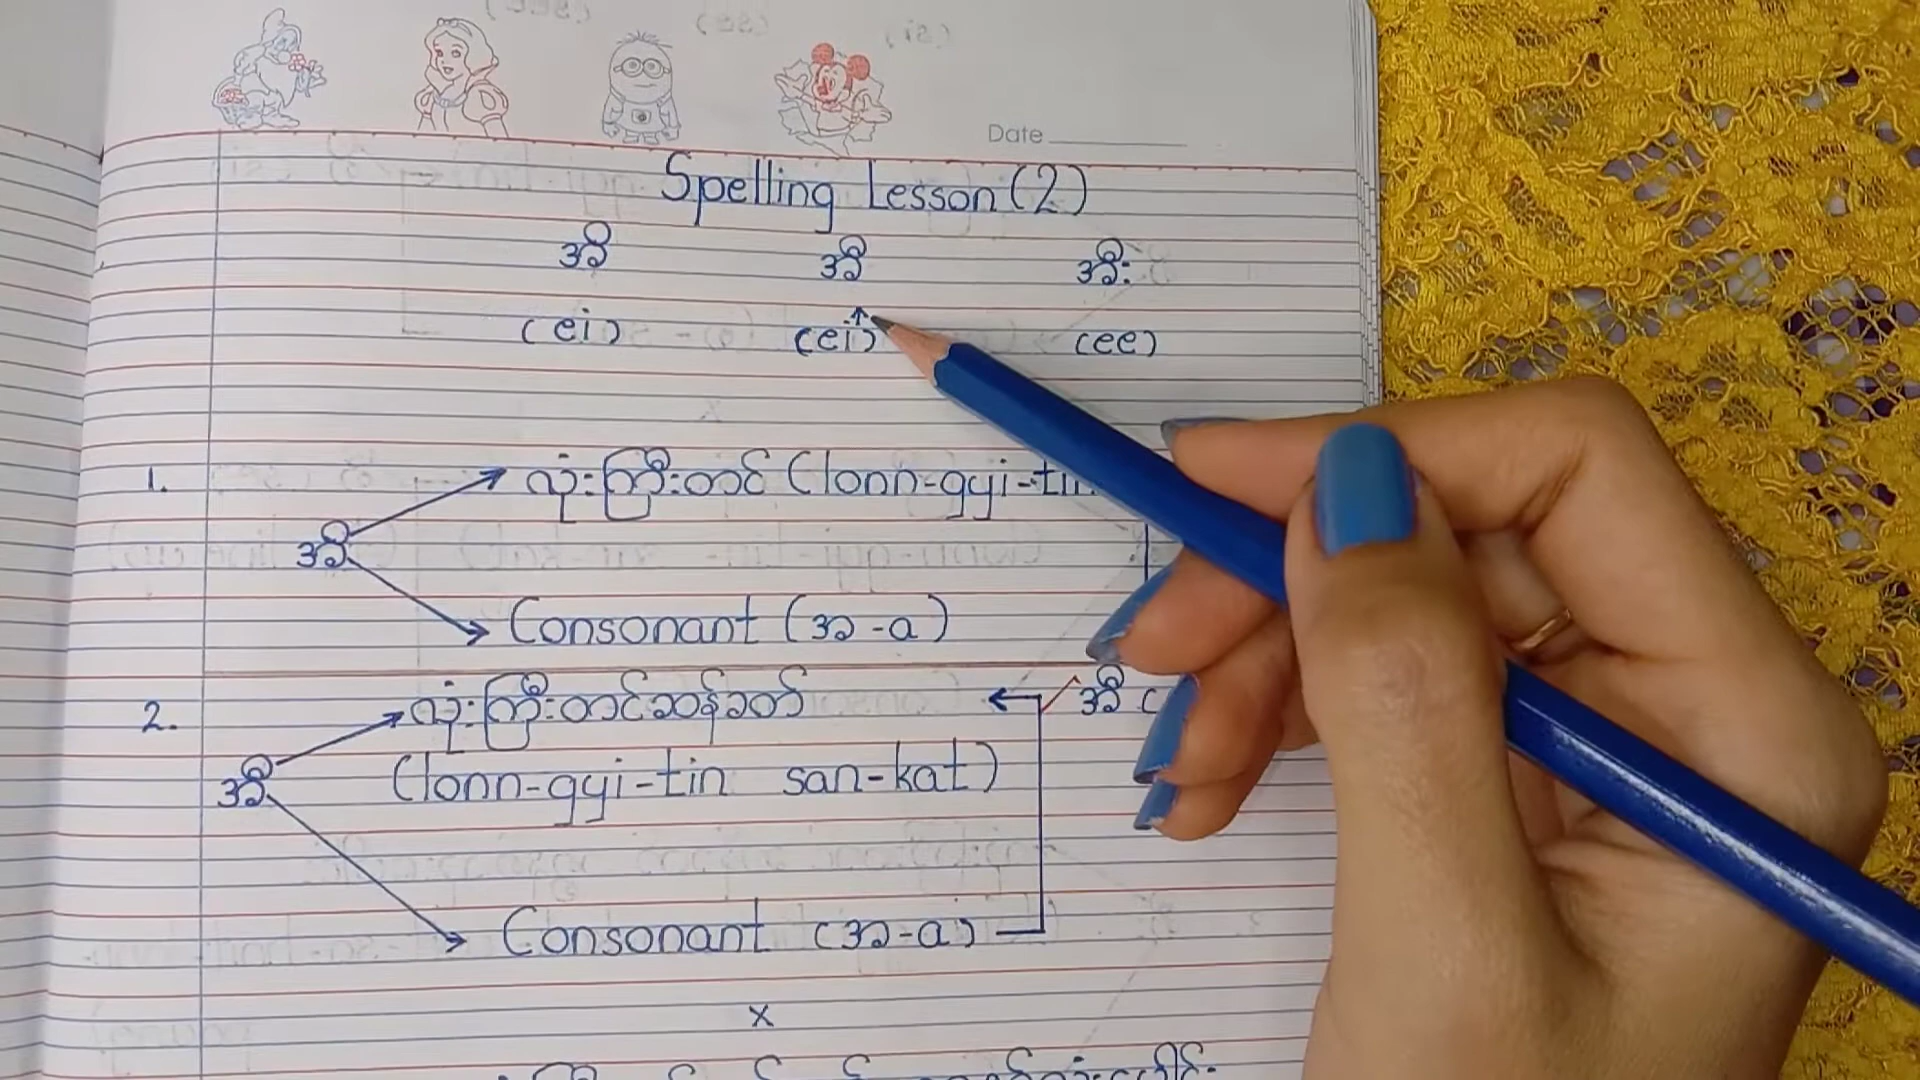 Date
Spelling Lesson (2)
အိ အီ အီး
(ei) (ei) (ee)
1. လုံးကြီးတင် (lonn-gyi-tin
အိ
Consonant (အ-a)
2. လုံးကြီးတင်ဆန်ခတ် အီ (
(lonn-gyi-tin san-kat)
အီ
Consonant (အ-a)
x